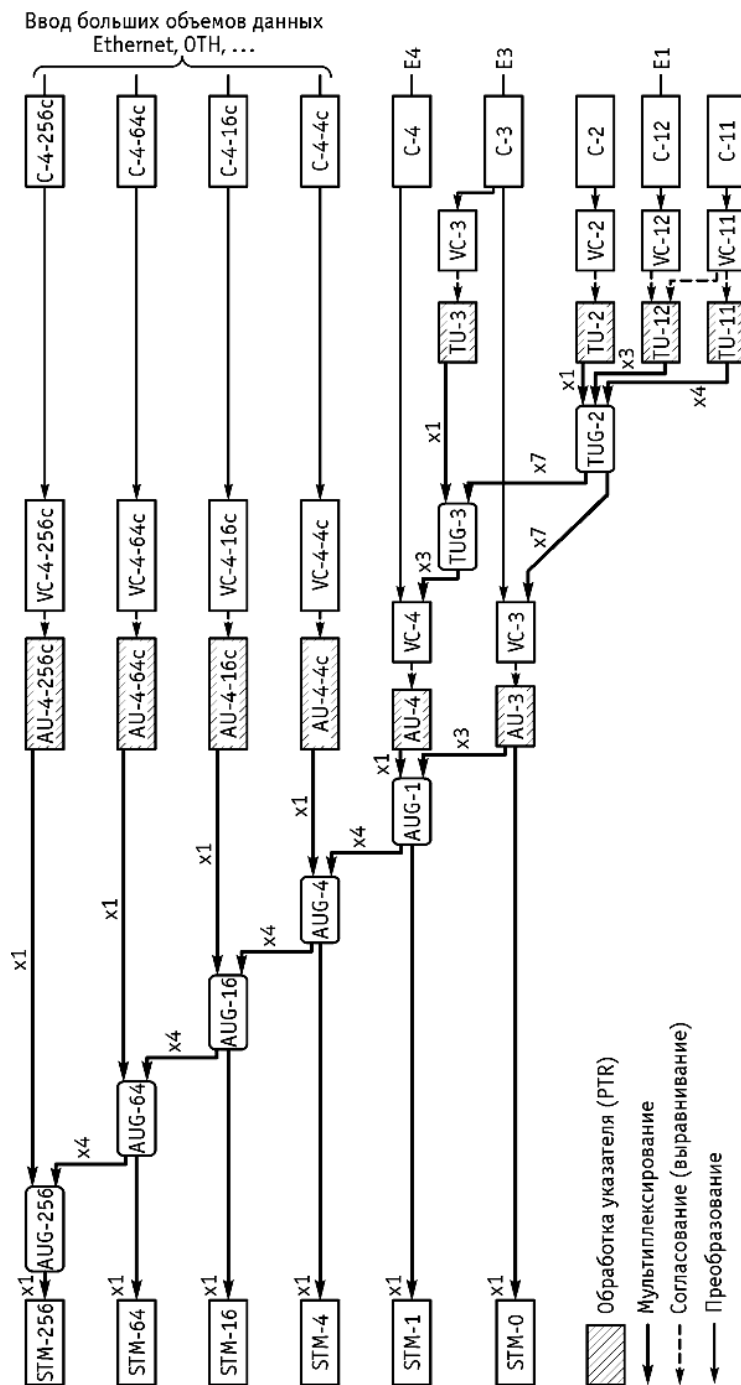 Ввод больших объемов данных
Ethernet, OTH, ...
C-4-256c
C-4-64c
C-4-16c
C-4-4c
E4
C-4
E3
C-3
C-2
E1
C-12
C-11
VC-3
VC-2
VC-12
VC-11
TU-3
TU-2
TU-12
TU-11
x1
x1
x3
x4
TUG-2
x7
x7
VC-4-256c
VC-4-64c
VC-4-16c
VC-4-4c
TUG-3
x3
VC-4
VC-3
AU-4-256c
AU-4-64c
AU-4-16c
AU-4-4c
AU-4
AU-3
x1
x1
x1
x1
x1
x3
AUG-1
x4
AUG-4
x4
AUG-16
x4
AUG-64
x4
AUG-256
x1
x1
x1
x1
x1
x1
STM-256
STM-64
STM-16
STM-4
STM-1
STM-0
Обработка указателя (PTR)
Мультиплексирование
Согласование (выравнивание)
Преобразование